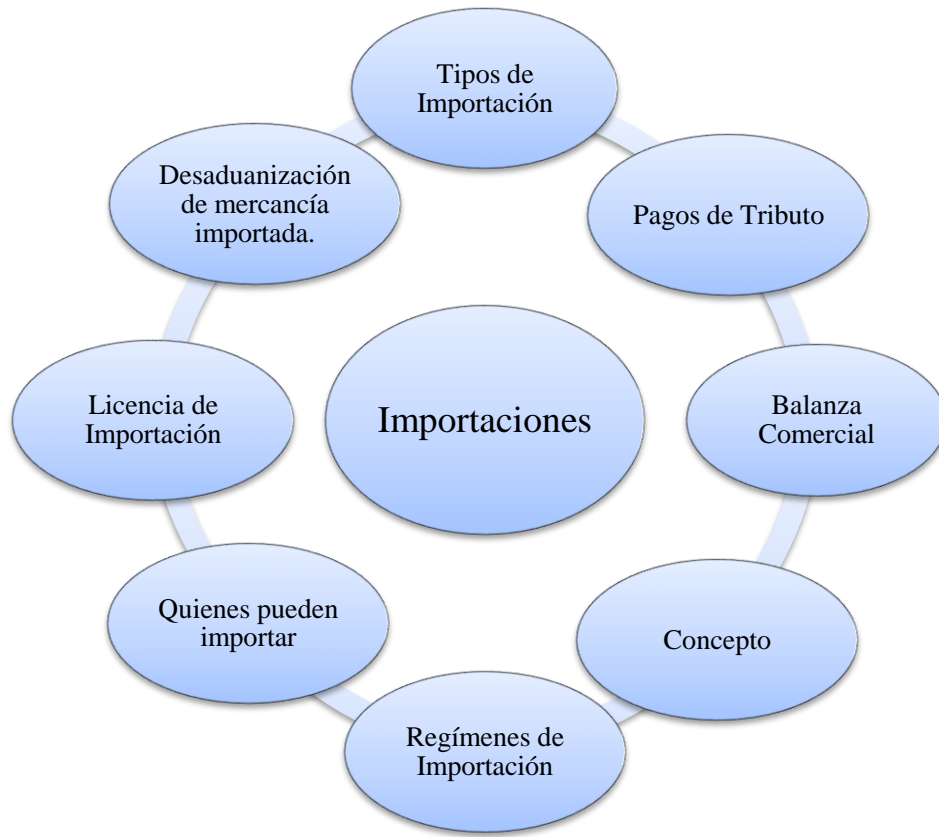 Tipos de
Importación
Desaduanización
de mercancía
importada.
Pagos de Tributo
Licencia de
Importación
Importaciones
Balanza
Comercial
Quienes pueden
importar
Concepto
Regímenes de
Importación